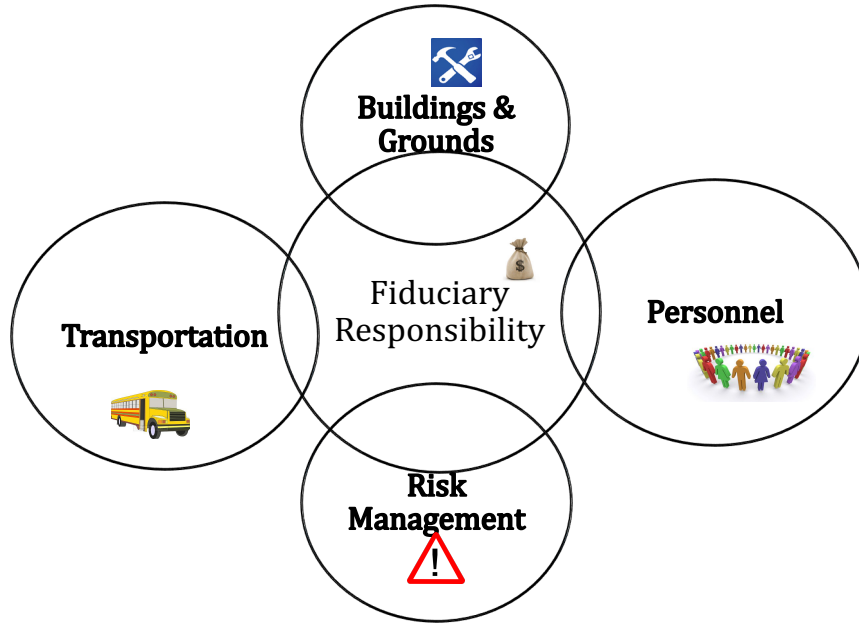 Buildings &
Grounds
Fiduciary
Responsibility
$
Transportation
Personnel
Risk
Management
!